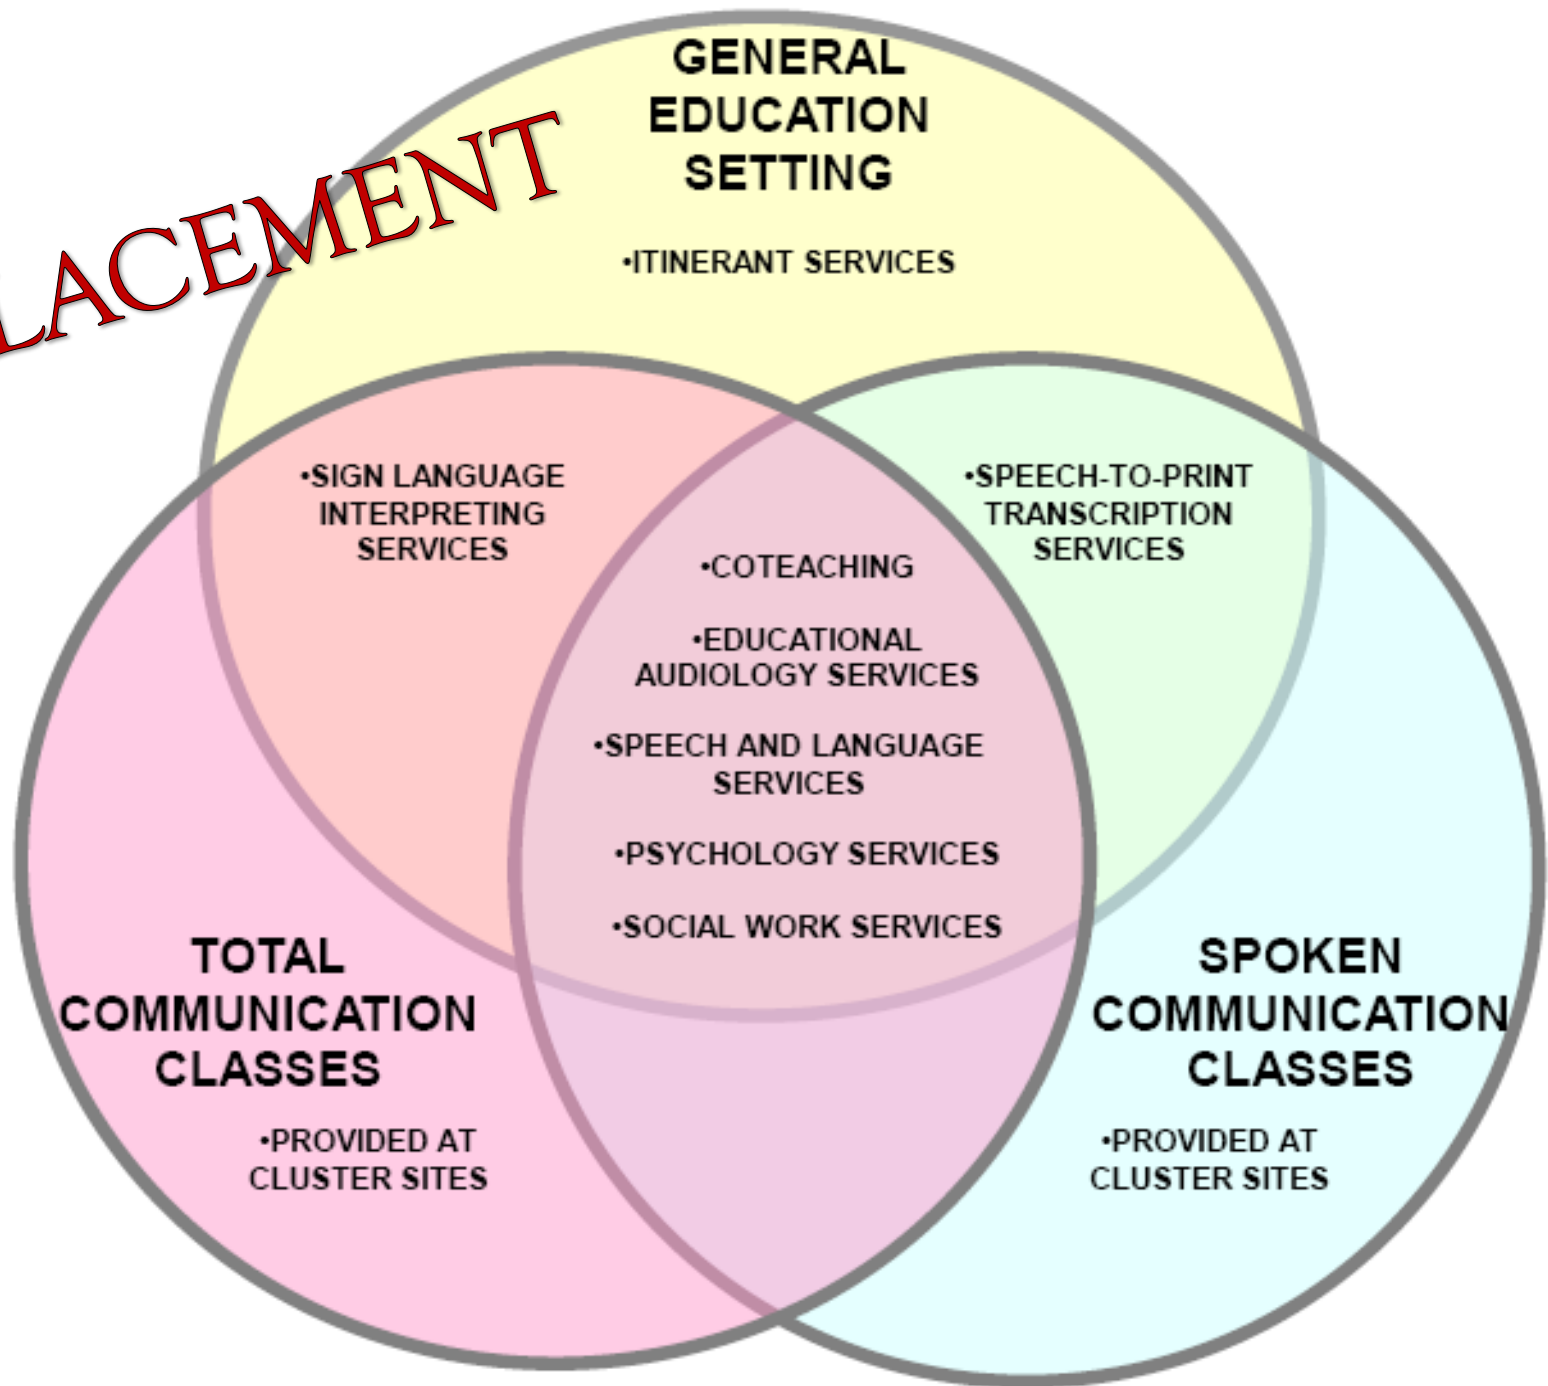 GENERAL
EDUCATION
SETTING
LACEMENT
•ITINERANT SERVICES
•SIGN LANGUAGE
INTERPRETING
SERVICES
•SPEECH-TO-PRINT
TRANSCRIPTION
SERVICES
•COTEACHING
•EDUCATIONAL
AUDIOLOGY SERVICES
•SPEECH AND LANGUAGE
SERVICES
•PSYCHOLOGY SERVICES
•SOCIAL WORK SERVICES
TOTAL
COMMUNICATION
CLASSES
•PROVIDED AT
CLUSTER SITES
SPOKEN
COMMUNICATION
CLASSES
•PROVIDED AT
CLUSTER SITES